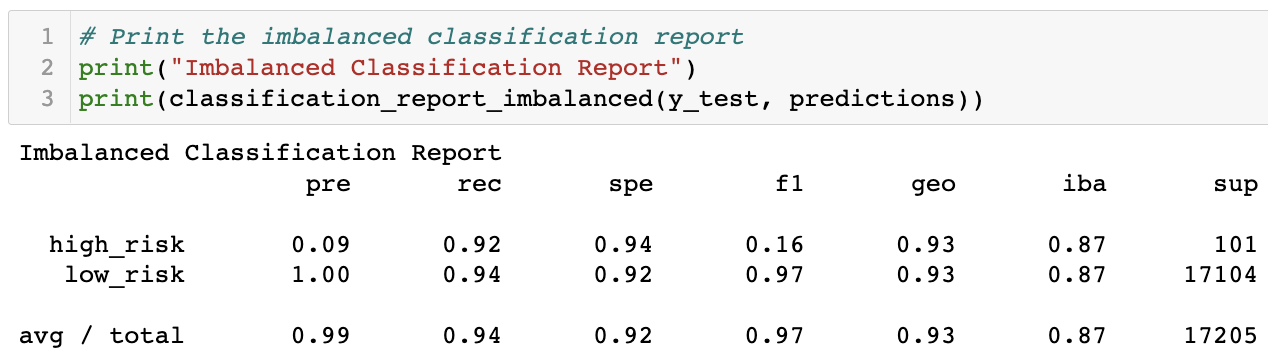 1 # Print the imbalanced classification report
2 print("Imbalanced Classification Report")
3 print(classification_report_imbalanced(y_test, predictions))
Imbalanced Classification Report
pre rec spe f1 geo iba sup
high_risk 0.09 0.92 0.94 0.16 0.93 0.87 101
low_risk 1.00 0.94 0.92 0.97 0.93 0.87 17104
avg / total 0.99 0.94 0.92 0.97 0.93 0.87 17205